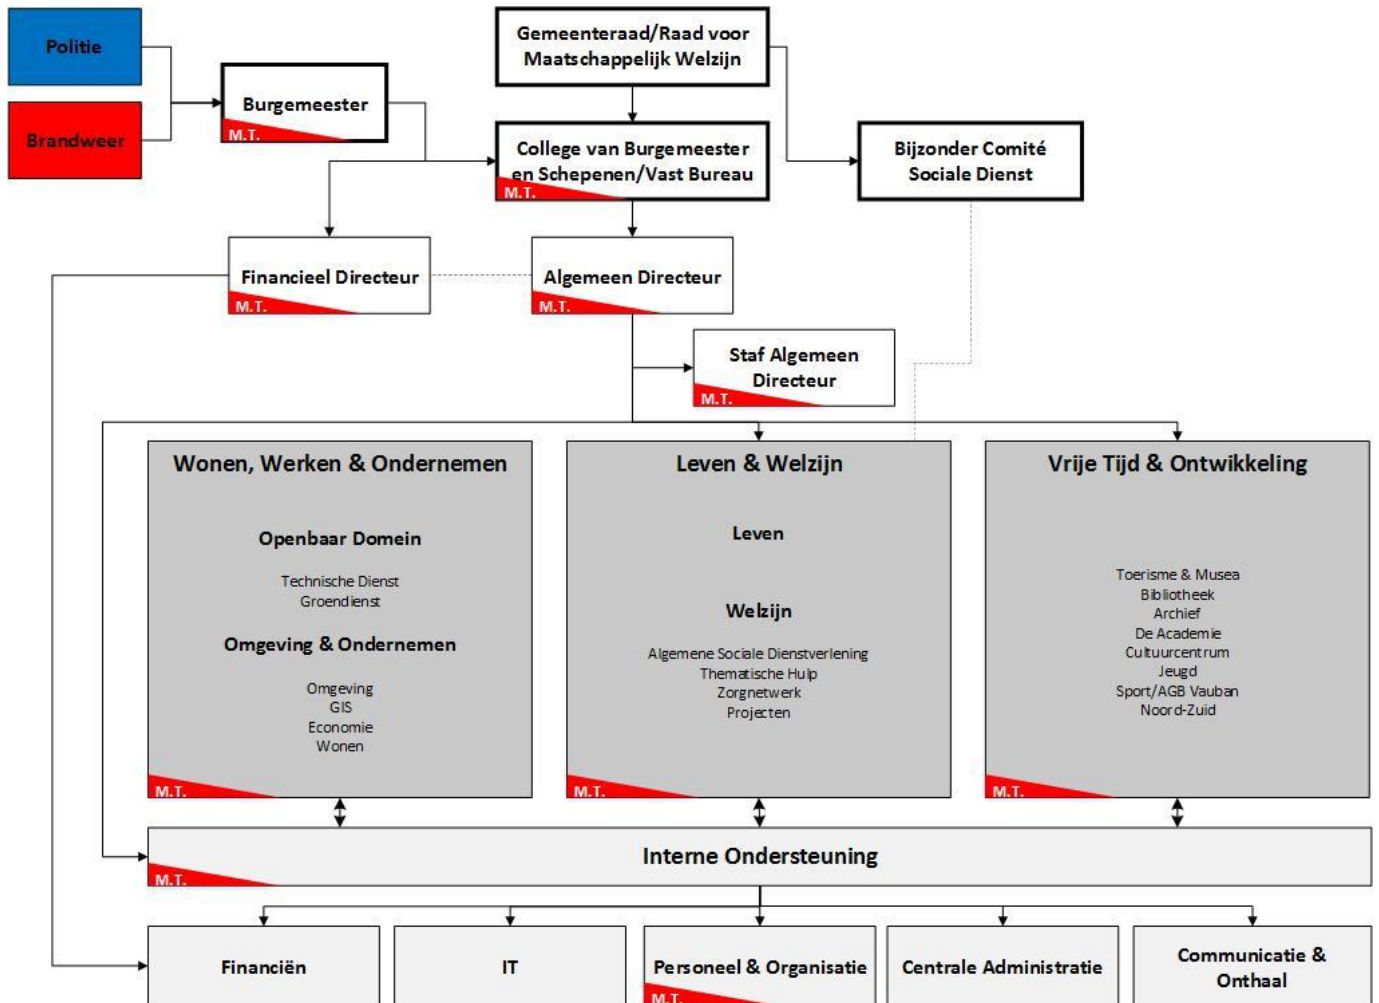 Politie
Brandweer
Burgemeester
M.T.
Gemeenteraad/Raad voor
Maatschappelijk Welzijn
College van Burgemeester
en Schepenen/Vast Bureau
M.T.
Bijzonder Comité
Sociale Dienst
Financieel Directeur
M.T.
Algemeen Directeur
M.T.
Staf Algemeen
Directeur
M.T.
Wonen, Werken & Ondernemen
Openbaar Domein
Technische Dienst
Groendienst
Omgeving & Ondernemen
Omgeving
GIS
Economie
Wonen
M.T.
Leven & Welzijn
Leven
Welzijn
Algemene Sociale Dienstverlening
Thematische Hulp
Zorgnetwerk
Projecten
M.T.
Vrije Tijd & Ontwikkeling
Toerisme & Musea
Bibliotheek
Archief
De Academie
Cultuurcentrum
Jeugd
Sport/AGB Vauban
Noord-Zuid
M.T.
Interne Ondersteuning
M.T.
Financiën
IT
Personeel & Organisatie
M.T.
Centrale Administratie
Communicatie &
Onthaal